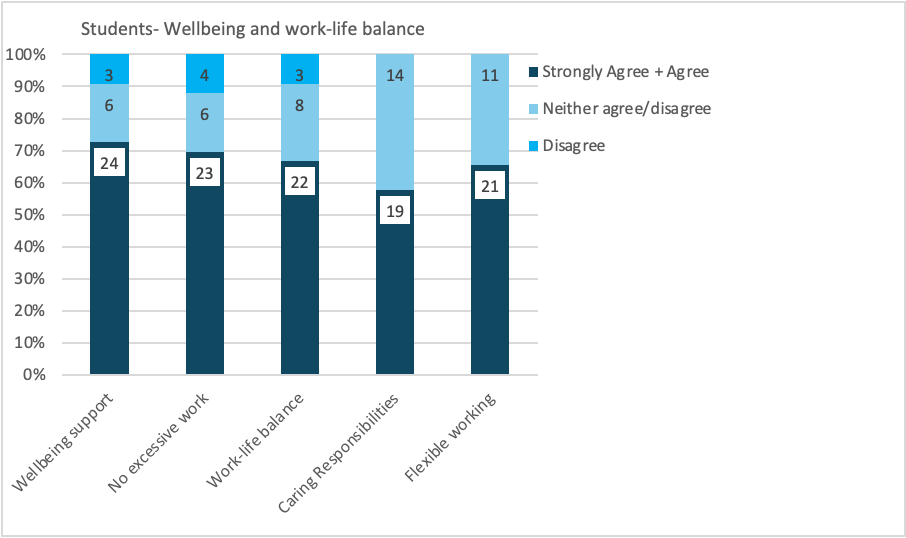 Students- Wellbeing and work-life balance
100%
90%
80%
70%
60%
50%
40%
30%
20%
10%
0%
3 4 3 14 11
6 6 8
24 23 22 19 21
Wellbeing support
No excessive work
Work-life balance
Caring Responsibilities
Flexible working
Strongly Agree + Agree
Neither agree/disagree
Disagree